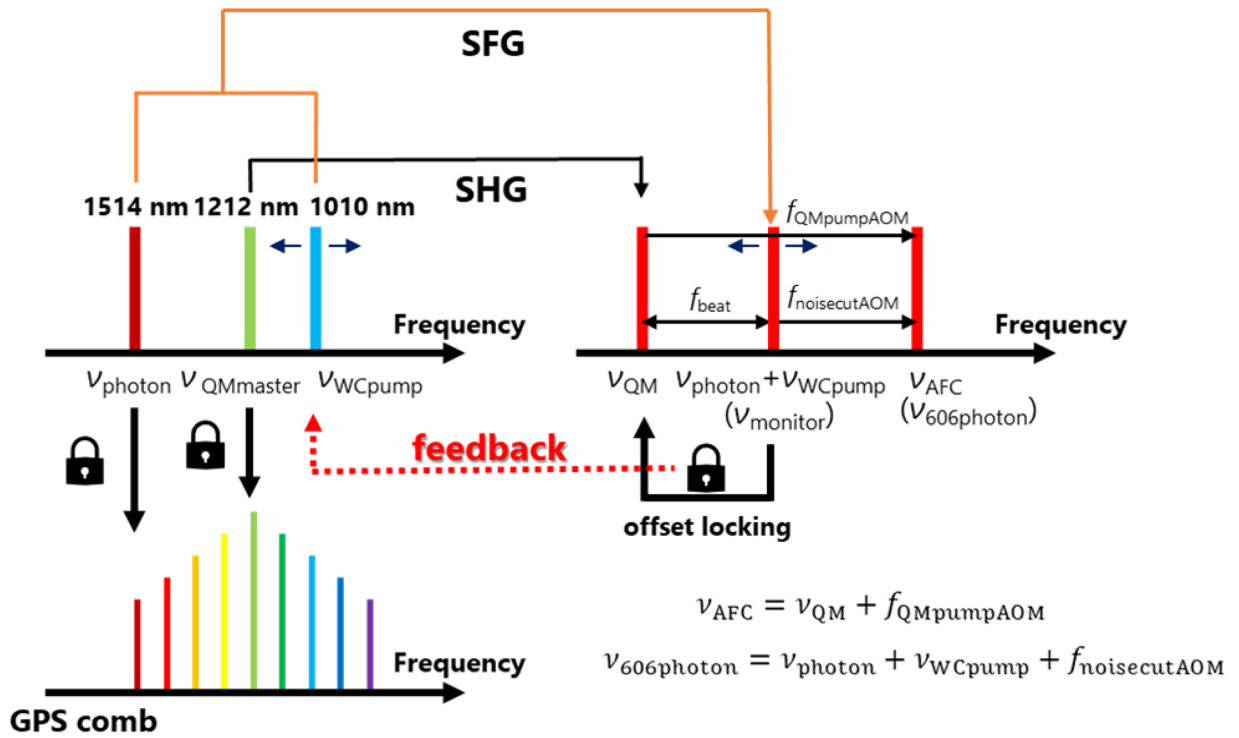 SFG
SHG
1514 nm 1212 nm 1010 nm
f_QMpumpAOM
f_beat
f_noisecutAOM
Frequency
Frequency
ν_photon ν_QMmaster ν_WCpump
ν_QM ν_photon+ν_WCpump ν_AFC
(ν_monitor) (ν_606photon)
feedback
offset locking
ν_AFC = ν_QM + f_QMpumpAOM
ν_606photon = ν_photon + ν_WCpump + f_noisecutAOM
Frequency
GPS comb